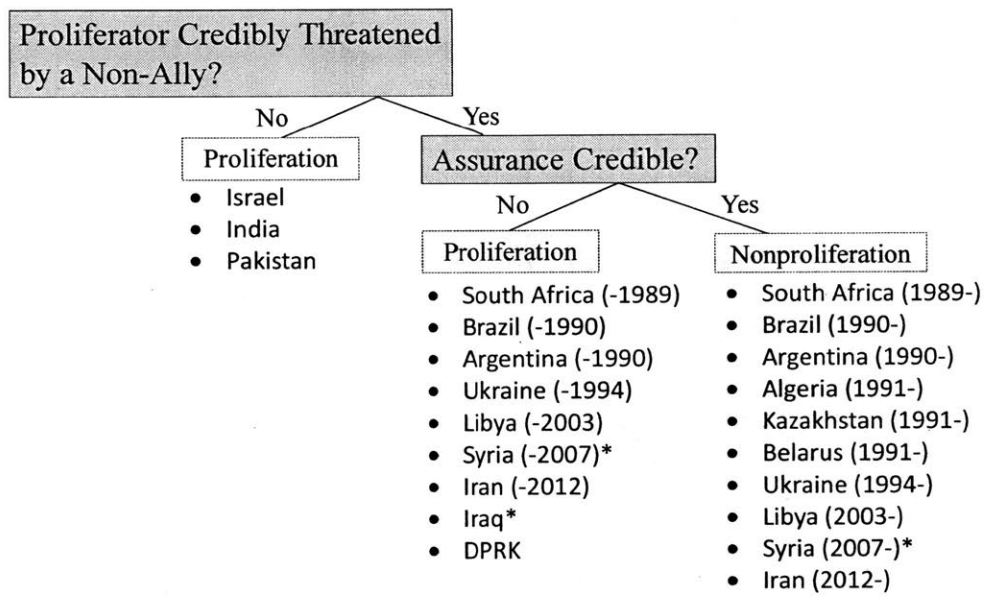 Proliferator Credibly Threatened
by a Non-Ally?
No
Yes
Proliferation
• Israel
• India
• Pakistan
Assurance Credible?
No
Yes
Proliferation
• South Africa (-1989)
• Brazil (-1990)
• Argentina (-1990)
• Ukraine (-1994)
• Libya (-2003)
• Syria (-2007)*
• Iran (-2012)
• Iraq*
• DPRK
Nonproliferation
• South Africa (1989-)
• Brazil (1990-)
• Argentina (1990-)
• Algeria (1991-)
• Kazakhstan (1991-)
• Belarus (1991-)
• Ukraine (1994-)
• Libya (2003-)
• Syria (2007-)*
• Iran (2012-)